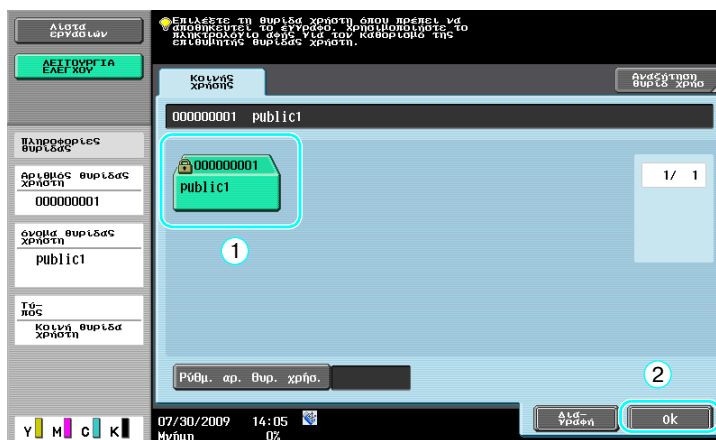 Λίστα
εργασιών
ΛΕΙΤΟΥΡΓΙΑ
ΕΛΕΓΧΟΥ
Επιλέξτε τη θυρίδα χρήστη όπου πρέπει να
αποθηκευτεί το έγγραφο. Χρησιμοποιήστε το
πληκτρολόγιο αφής για τον καθορισμό της
επιθυμητής θυρίδας χρήστη.
Κοινής
χρήσης
Αναζήτηση
θυρίδ χρήσ
000000001 public1
Πληροφορίες
θυρίδας
Αριθμός θυρίδας
χρήστη
000000001
όνομα θυρίδας
χρήστη
public1
Τύ-
πος
Κοινή θυρίδα
χρήστη
000000001
public1
1/ 1
1
Ρύθμ. αρ. θυρ. χρήσ.
2
Δια-
γραφή
ok
07/30/2009 14:05
Μνήμη 0%
Y M C K